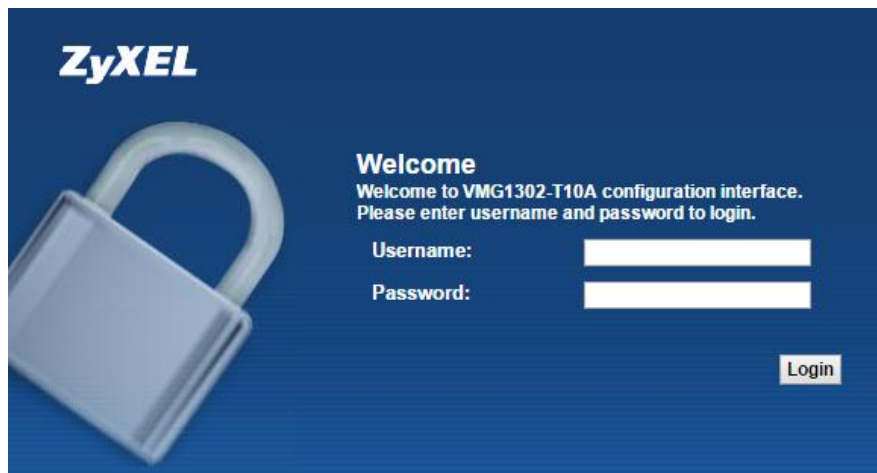 ZyXEL
Welcome
Welcome to VMG1302-T10A configuration interface.
Please enter username and password to login.
Username:
Password:
Login